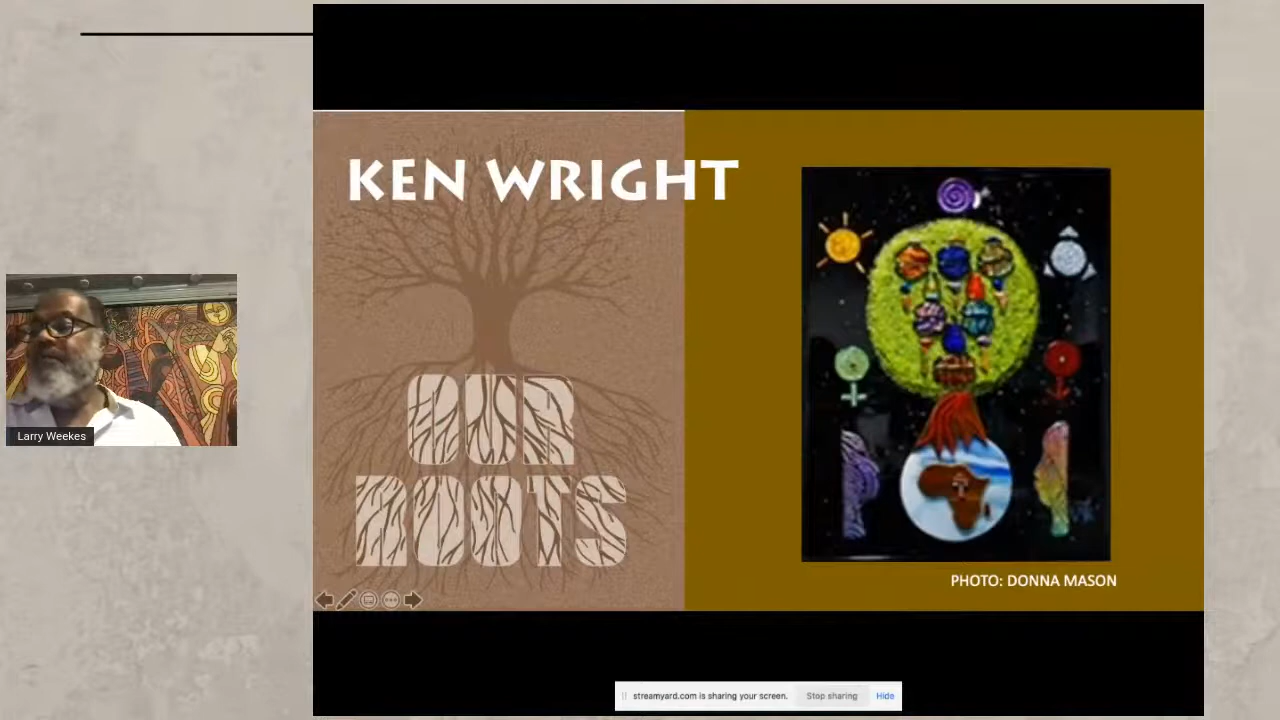 KEN WRIGHT
OUR
ROOTS
PHOTO: DONNA MASON
Larry Weekes
streamyard.com is sharing your screen.
Stop sharing
Hide